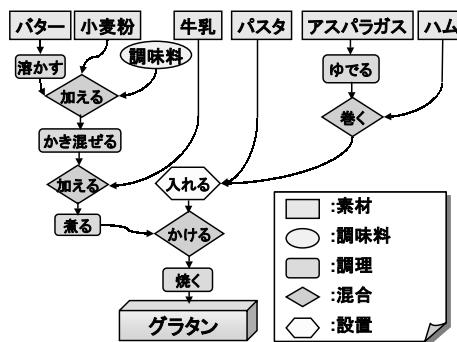 バター
小麦粉
牛乳
パスタ
アスパラガス
ハム
溶かす
調味料
ゆでる
加える
巻く
かき混ぜる
加える
入れる
煮る
かける
焼く
グラタン
:素材
:調味料
:調理
:混合
:設置